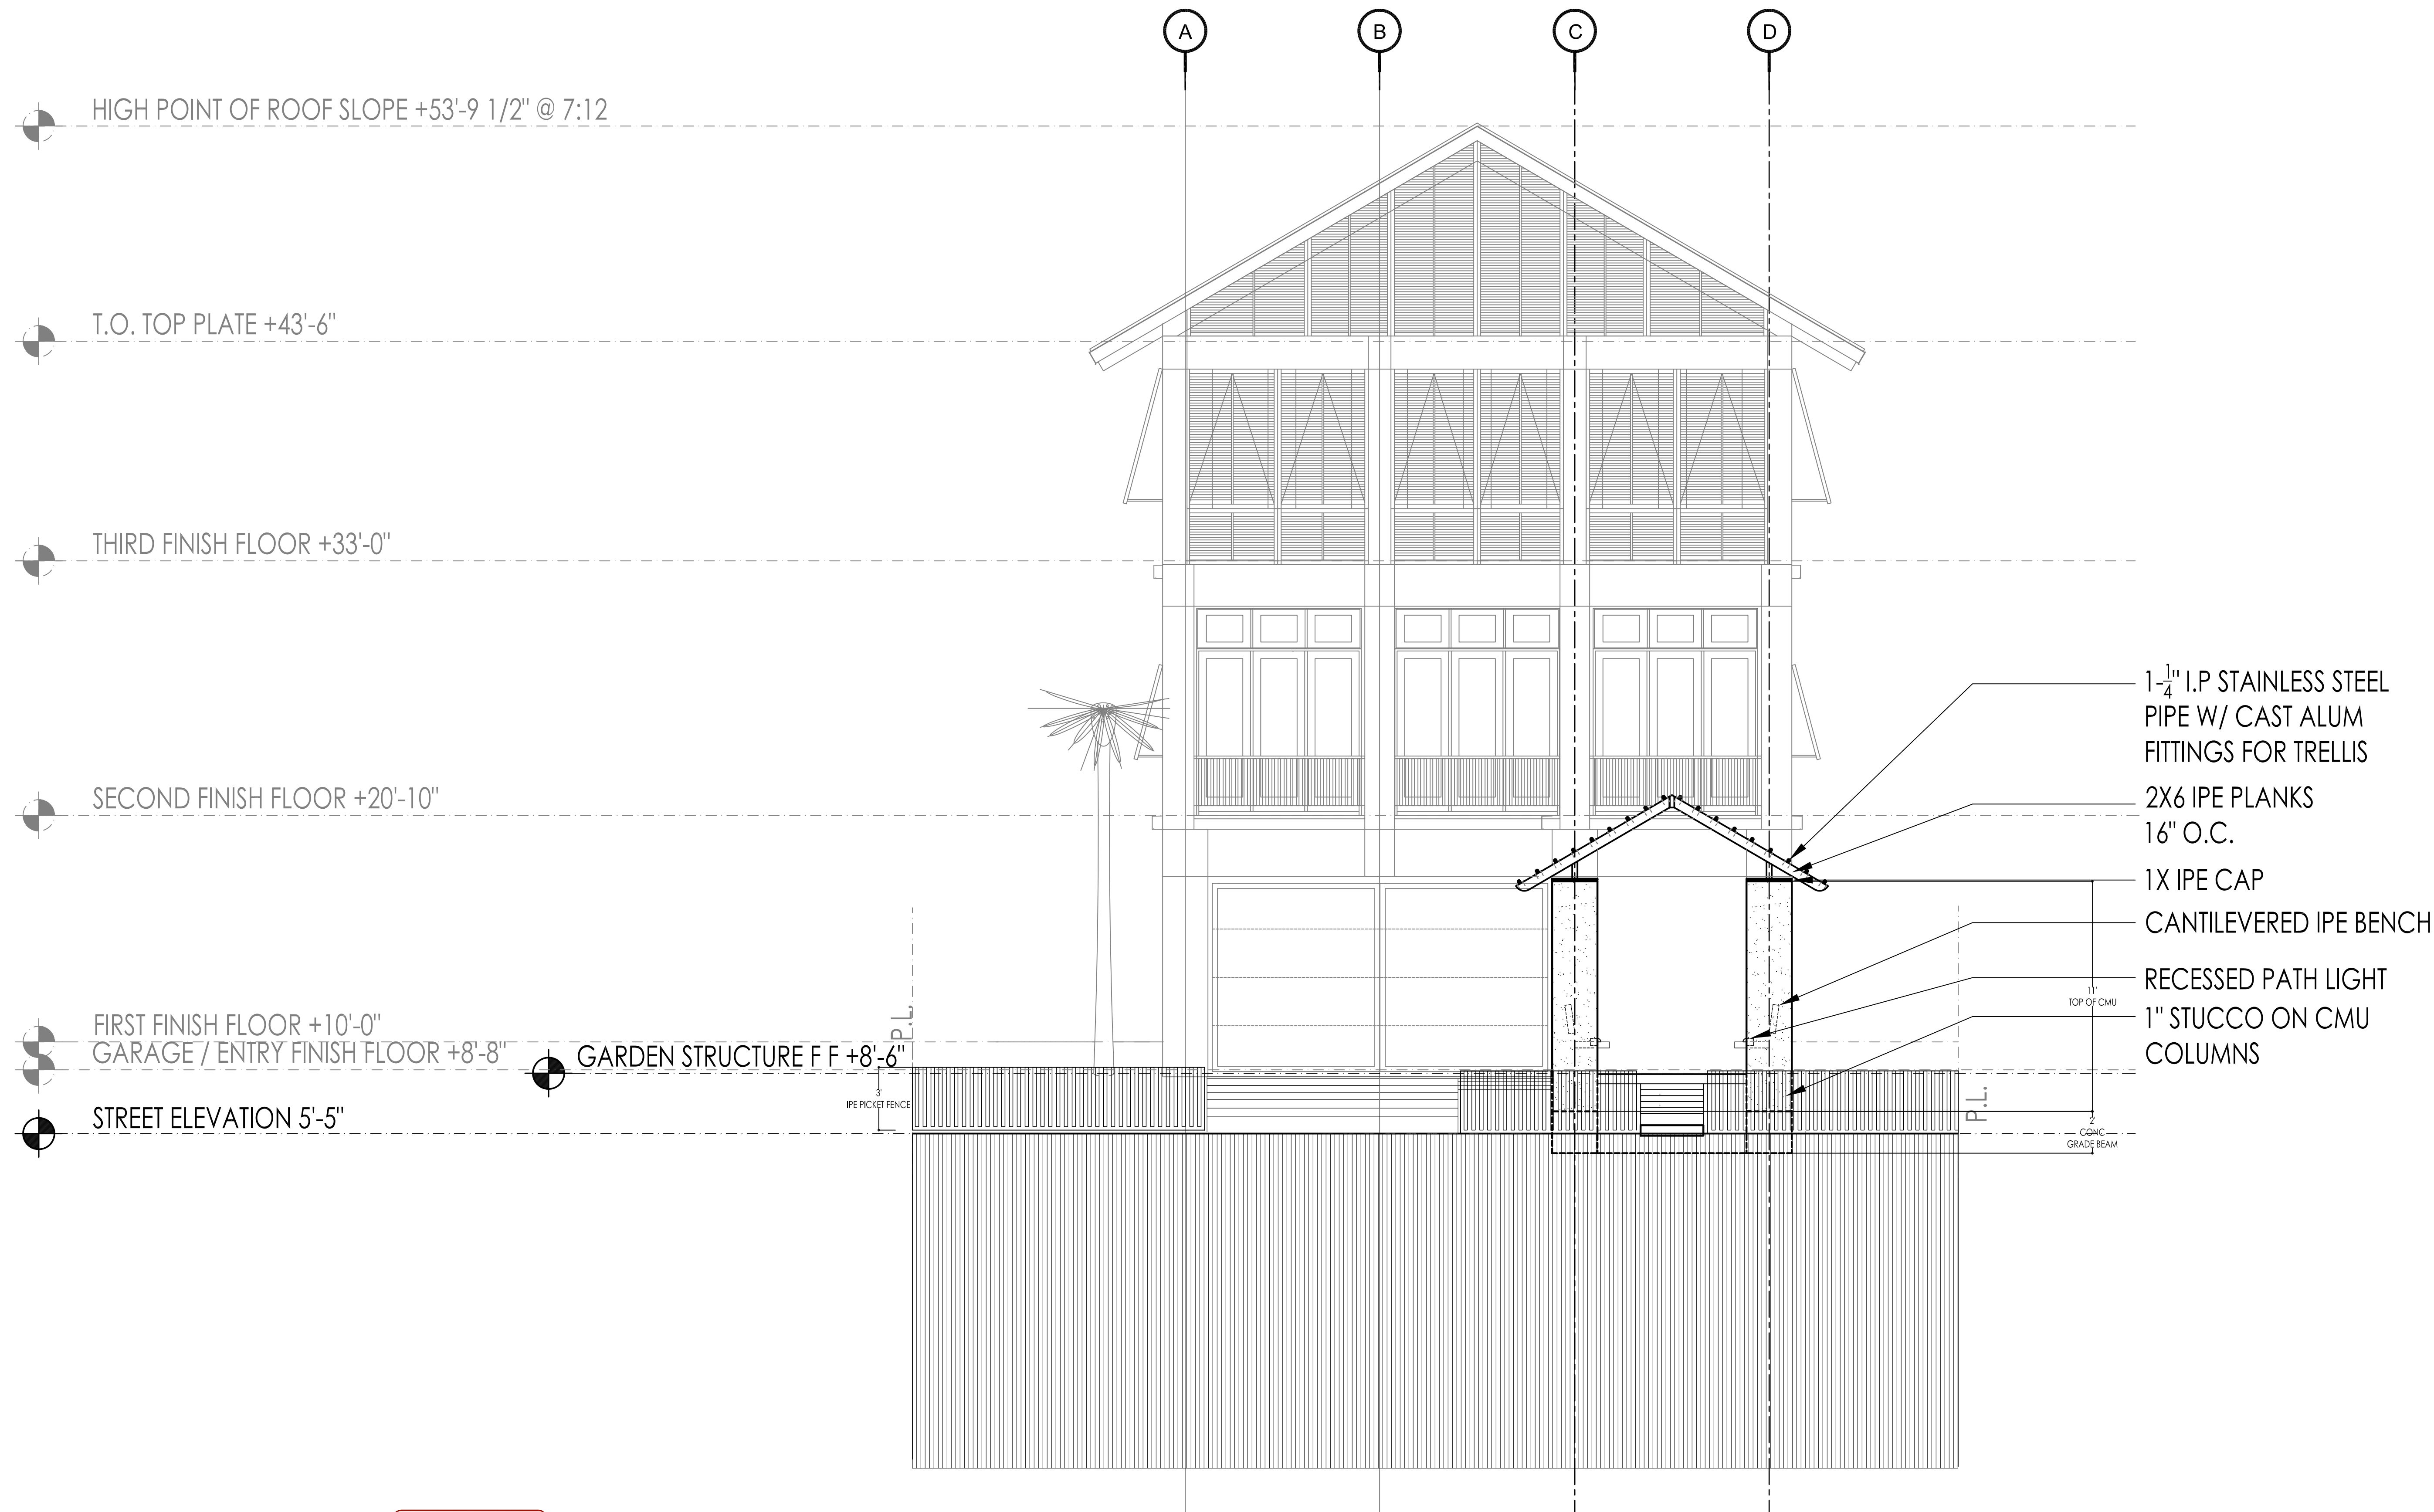 A
B
C
D
HIGH POINT OF ROOF SLOPE +53'-9 1/2" @ 7:12
T.O. TOP PLATE +43'-6"
THIRD FINISH FLOOR +33'-0"
1-1/4" I.P STAINLESS STEEL
PIPE W/ CAST ALUM
FITTINGS FOR TRELLIS
SECOND FINISH FLOOR +20'-10"
2X6 IPE PLANKS
16" O.C.
1X IPE CAP
CANTILEVERED IPE BENCH
RECESSED PATH LIGHT
11'
TOP OF CMU
1" STUCCO ON CMU
COLUMNS
FIRST FINISH FLOOR +10'-0"
GARAGE / ENTRY FINISH FLOOR +8'-8"
P.L.
GARDEN STRUCTURE F F +8'-6"
3'
IPE PICKET FENCE
P.L.
STREET ELEVATION 5'-5"
2'
CONC
GRADE BEAM